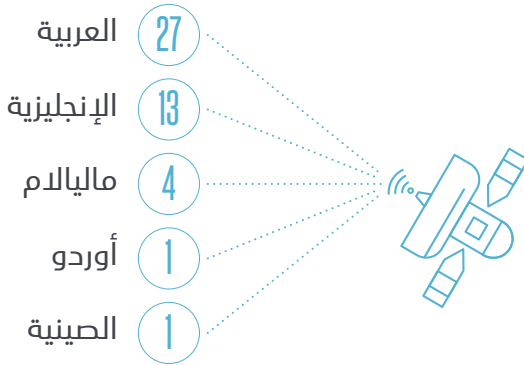 العربية 27
الإنجليزية 13
ماليالام 4
أوردو 1
الصينية 1